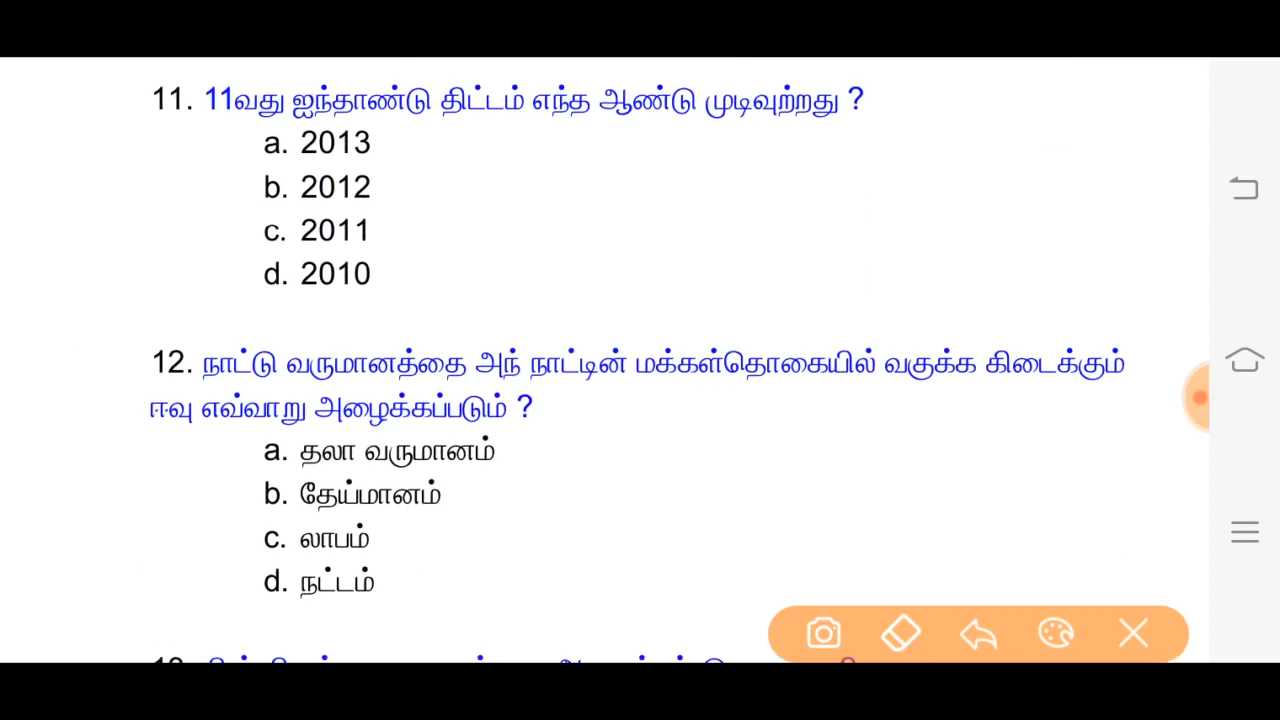 11. 11வது ஐந்தாண்டு திட்டம் எந்த ஆண்டு முடிவுற்றது ?
a. 2013
b. 2012
c. 2011
d. 2010
12. நாட்டு வருமானத்தை அந் நாட்டின் மக்கள்தொகையில் வகுக்க கிடைக்கும்
ஈவு எவ்வாறு அழைக்கப்படும் ?
a. தலா வருமானம்
b. தேய்மானம்
c. லாபம்
d. நட்டம்